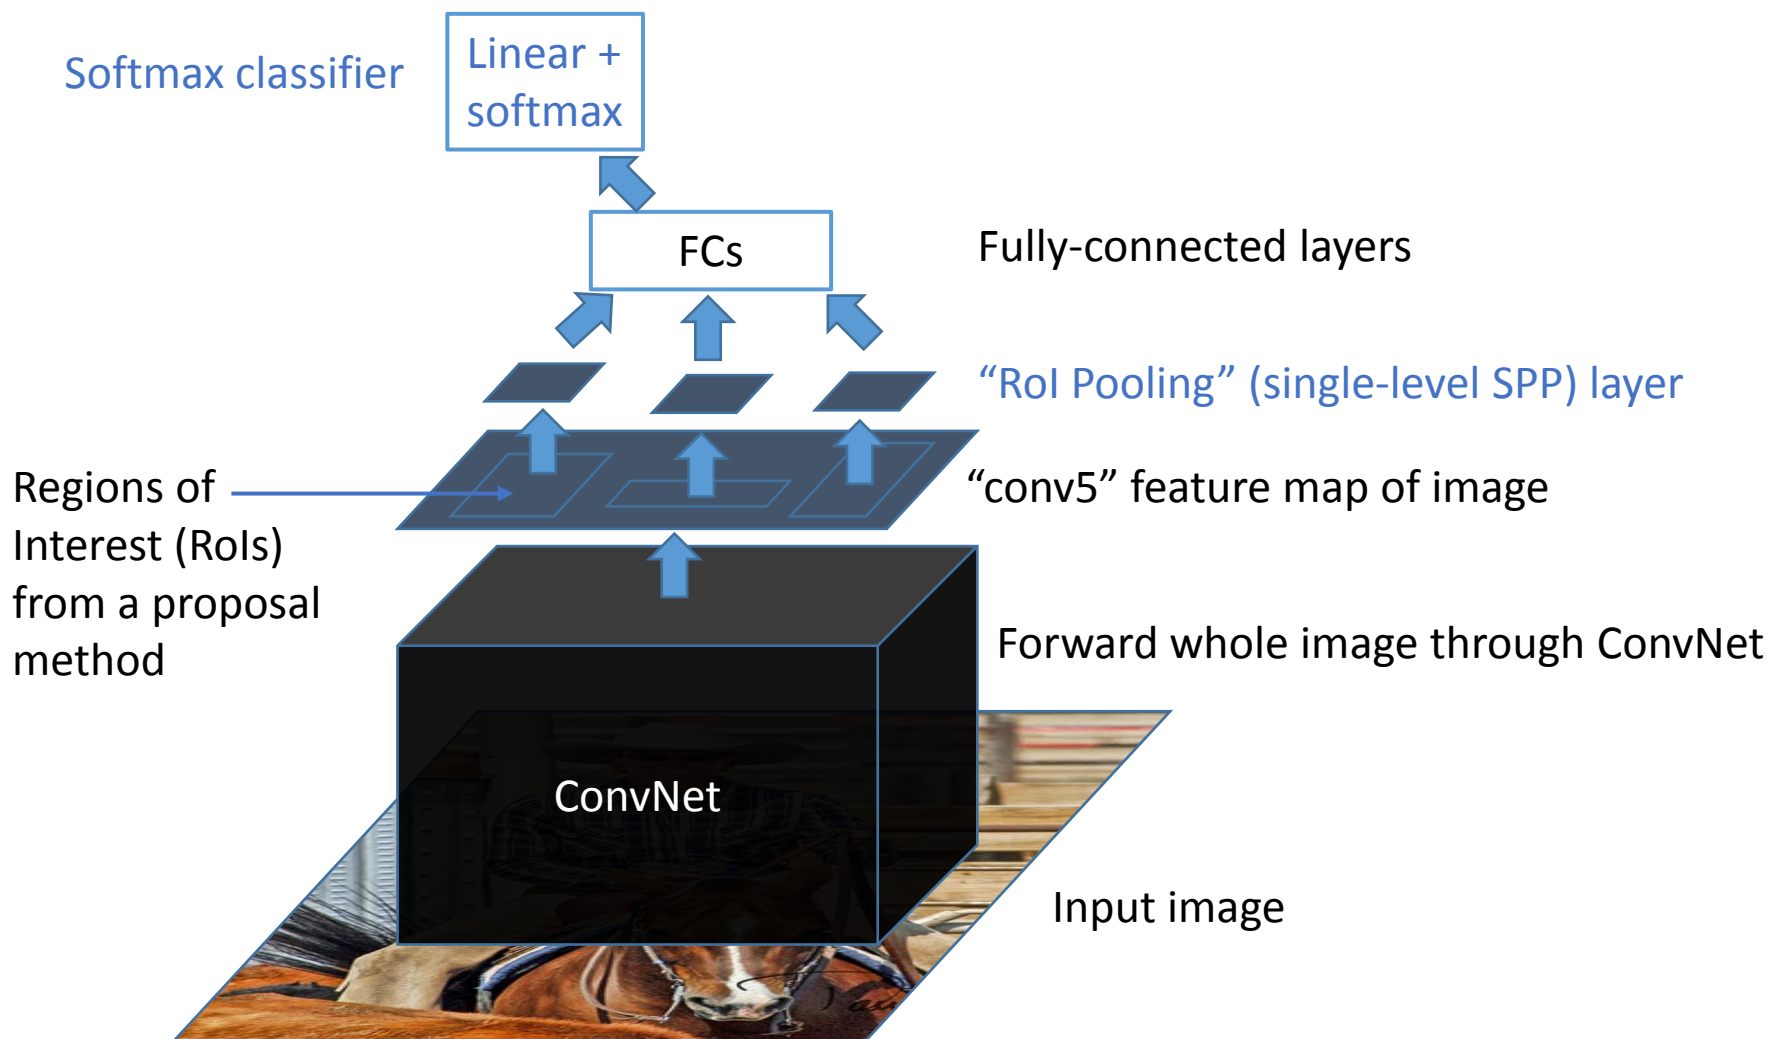 Softmax classifier
Linear +
softmax
FCs
Fully-connected layers
“RoI Pooling” (single-level SPP) layer
Regions of
Interest (RoIs)
from a proposal
method
“conv5” feature map of image
Forward whole image through ConvNet
ConvNet
Input image